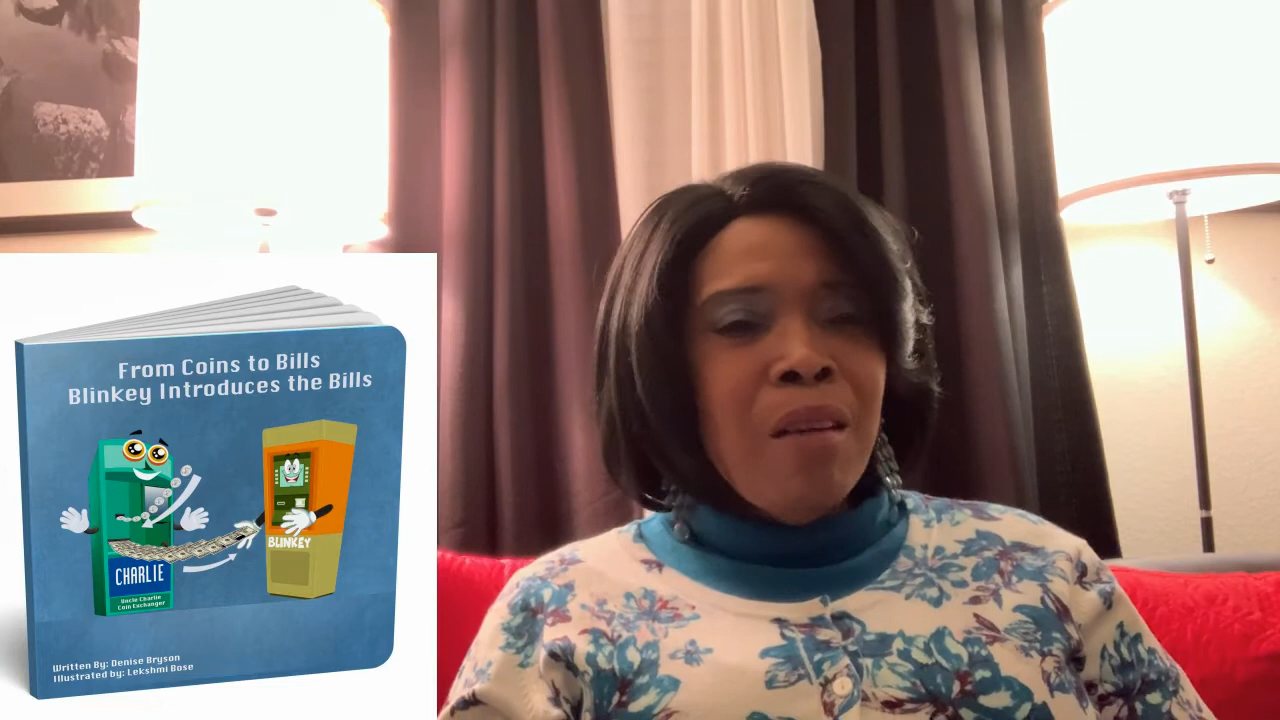 From Coins to Bills
Blinkey Introduces the Bills
CHARLIE
Uncle Charlie
Coin Exchanger
BLINKEY
Written By: Denise Bryson
Illustrated by: Lekshmi Bose